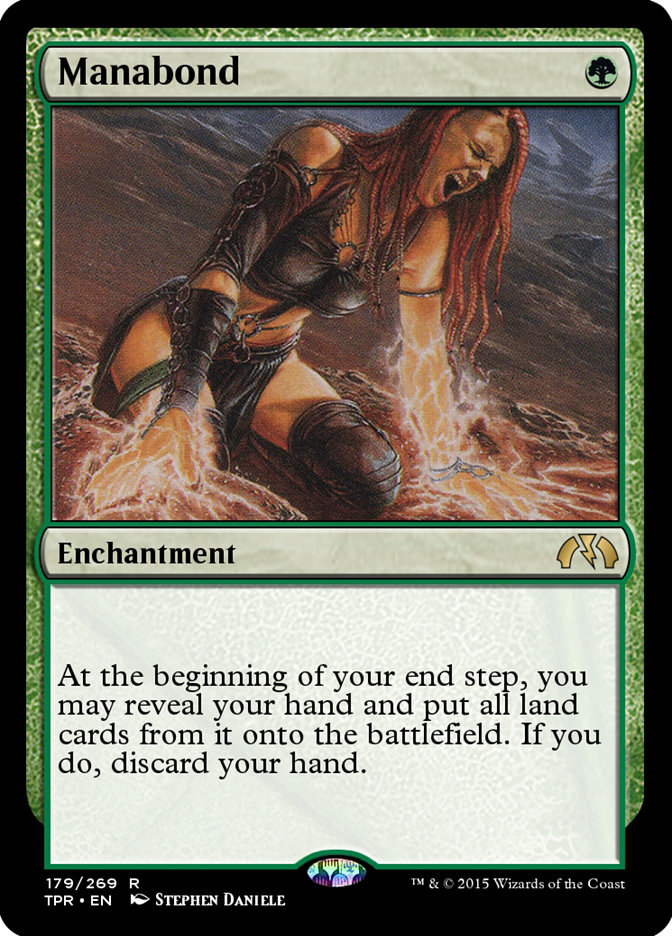 Manabond
Enchantment
At the beginning of your end step, you
may reveal your hand and put all land
cards from it onto the battlefield. If you
do, discard your hand.
179/269 R
™ & © 2015 Wizards of the Coast
TPR • EN Stephen Daniele